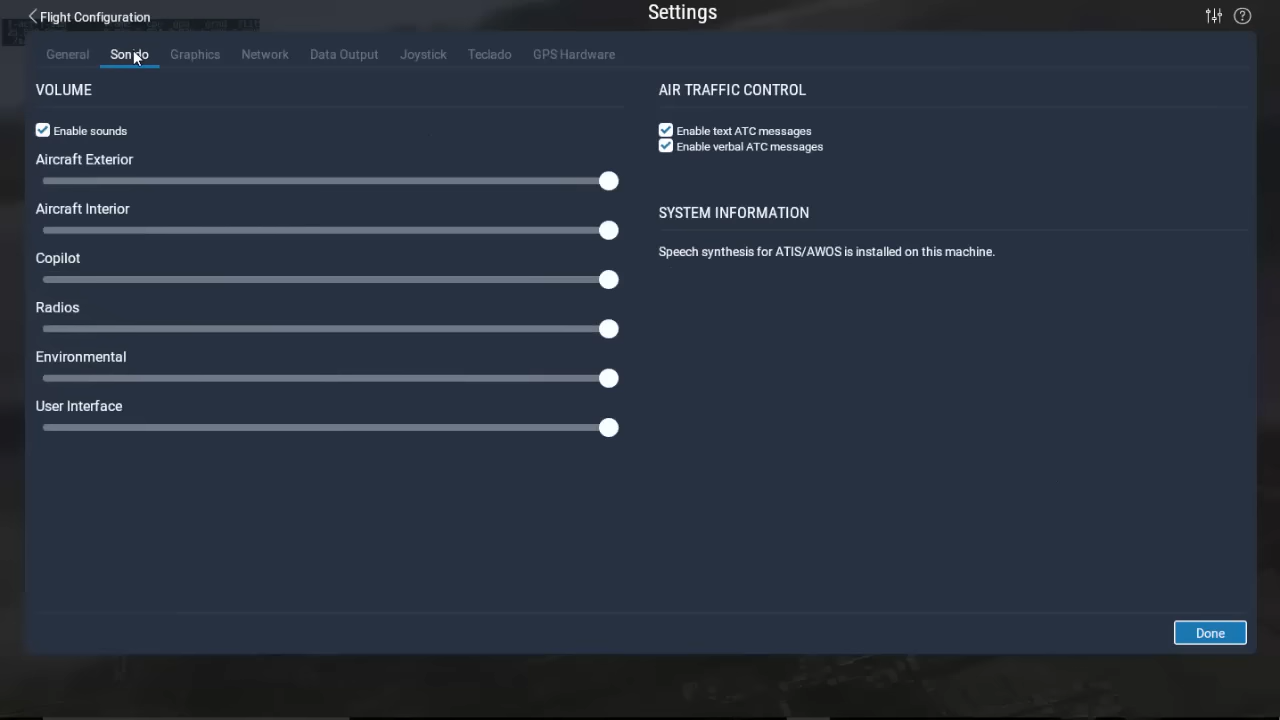 Flight Configuration
Settings
General Sonido Graphics Network Data Output Joystick Teclado GPS Hardware
VOLUME
Enable sounds
Aircraft Exterior
Aircraft Interior
Copilot
Radios
Environmental
User Interface
AIR TRAFFIC CONTROL
Enable text ATC messages
Enable verbal ATC messages
SYSTEM INFORMATION
Speech synthesis for ATIS/AWOS is installed on this machine.
Done